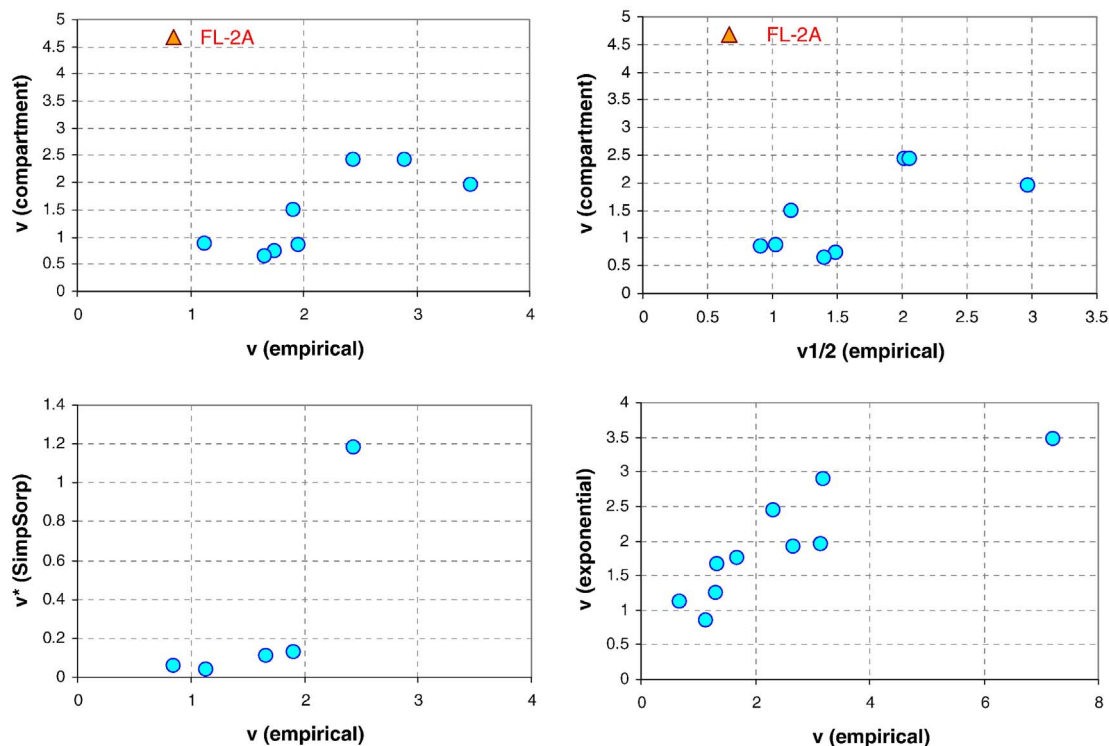 5
4.5
4
3.5
3
2.5
2
1.5
1
0.5
0
v (compartment)
FL-2A
0 1 2 3 4
v (empirical)
5
4.5
4
3.5
3
2.5
2
1.5
1
0.5
0
v (compartment)
FL-2A
0 0.5 1 1.5 2 2.5 3 3.5
v1/2 (empirical)
1.4
1.2
1
0.8
0.6
0.4
0.2
0
v* (SimpSorp)
0 1 2 3 4
v (empirical)
4
3.5
3
2.5
2
1.5
1
0.5
0
v (exponential)
0 2 4 6 8
v (empirical)